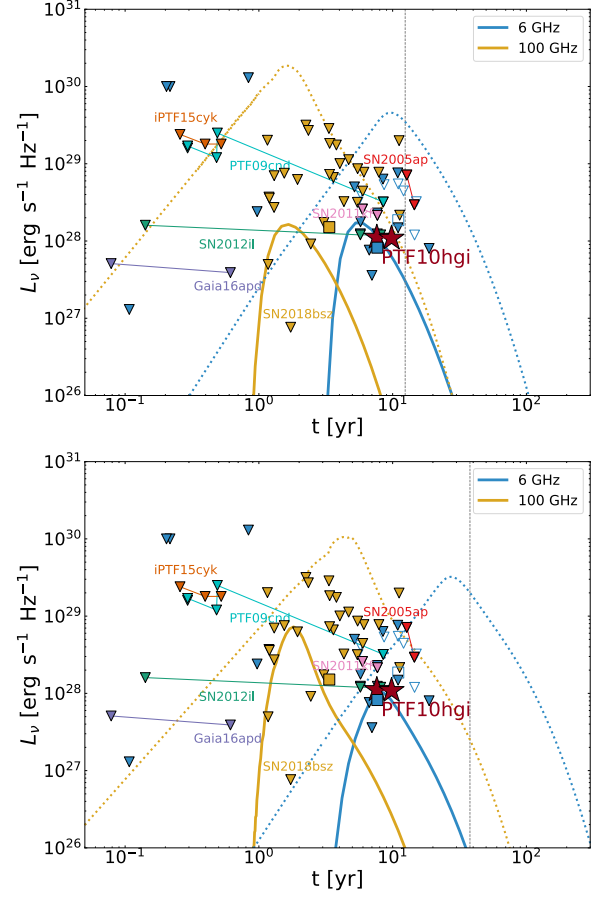 10^31
6 GHz
100 GHz
10^30
iPTF15cyk
10^29
PTF09cnd
SN2005ap
10^28
SN2012il
PTF10hgi
Gaia16apd
10^27
SN2018bsz
10^26
10^-1
10^0
10^1
10^2
L_ν [erg s^-1 Hz^-1]
t [yr]
10^31
6 GHz
100 GHz
10^30
iPTF15cyk
10^29
PTF09cnd
SN2005ap
10^28
SN2012il
PTF10hgi
Gaia16apd
10^27
SN2018bsz
10^26
10^-1
10^0
10^1
10^2
L_ν [erg s^-1 Hz^-1]
t [yr]